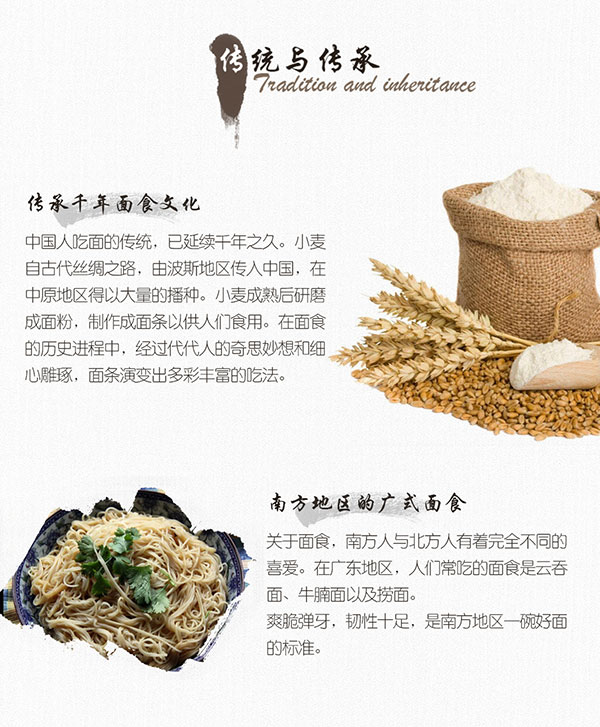 传统与传承
Tradition and inheritance
传承千年面食文化
中国人吃面的传统，已延续千年之久。小麦
自古代丝绸之路，由波斯地区传入中国，在
中原地区得以大量的播种。小麦成熟后研磨
成面粉，制作成面条以供人们食用。在面食
的历史进程中，经过代代人的奇思妙想和细
心雕琢，面条演变出多彩丰富的吃法。
南方地区的广式面食
关于面食，南方人与北方人有着完全不同的
喜爱。在广东地区，人们常吃的面食是云吞
面、牛腩面以及捞面。
爽脆弹牙，韧性十足，是南方地区一碗好面
的标准。